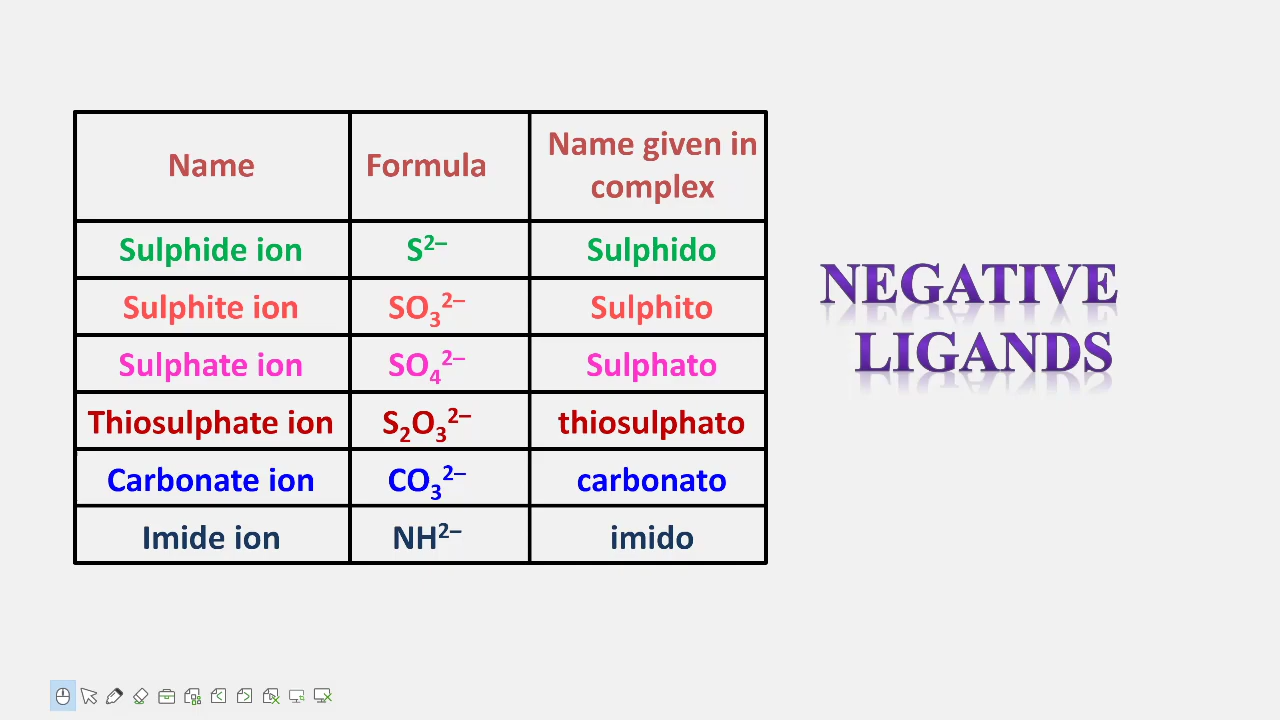 Name Formula Name given in complex
Sulphide ion S²⁻ Sulphido
Sulphite ion SO₃²⁻ Sulphito
Sulphate ion SO₄²⁻ Sulphato
Thiosulphate ion S₂O₃²⁻ thiosulphato
Carbonate ion CO₃²⁻ carbonato
Imide ion NH²⁻ imido
NEGATIVE
LIGANDS